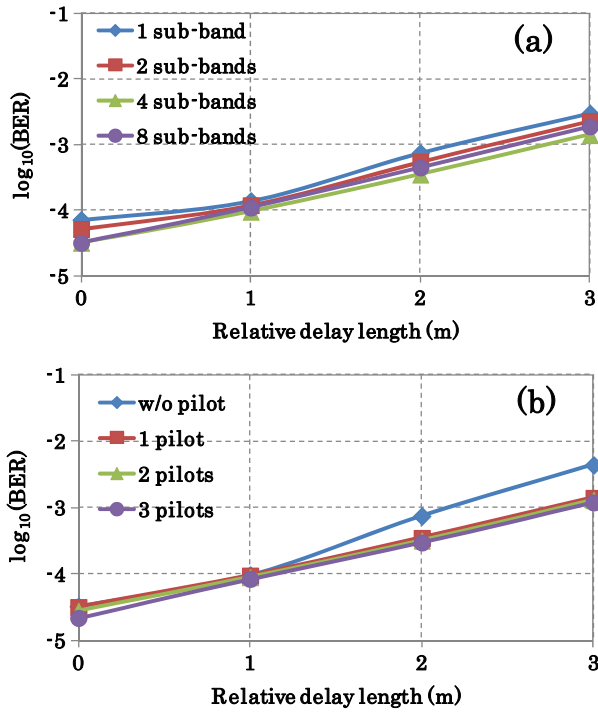 -1
-2
-3
-4
-5
log10(BER)
1 sub-band
2 sub-bands
4 sub-bands
8 sub-bands
(a)
0 1 2 3
Relative delay length (m)
-1
-2
-3
-4
-5
log10(BER)
w/o pilot
1 pilot
2 pilots
3 pilots
(b)
0 1 2 3
Relative delay length (m)